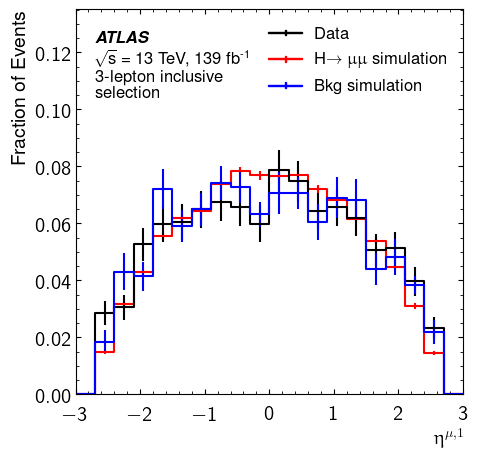 Fraction of Events
0.12
0.10
0.08
0.06
0.04
0.02
0.00
ATLAS
√s = 13 TeV, 139 fb⁻¹
3-lepton inclusive
selection
Data
H→ μμ simulation
Bkg simulation
−3 −2 −1 0 1 2 3
η^μ,1